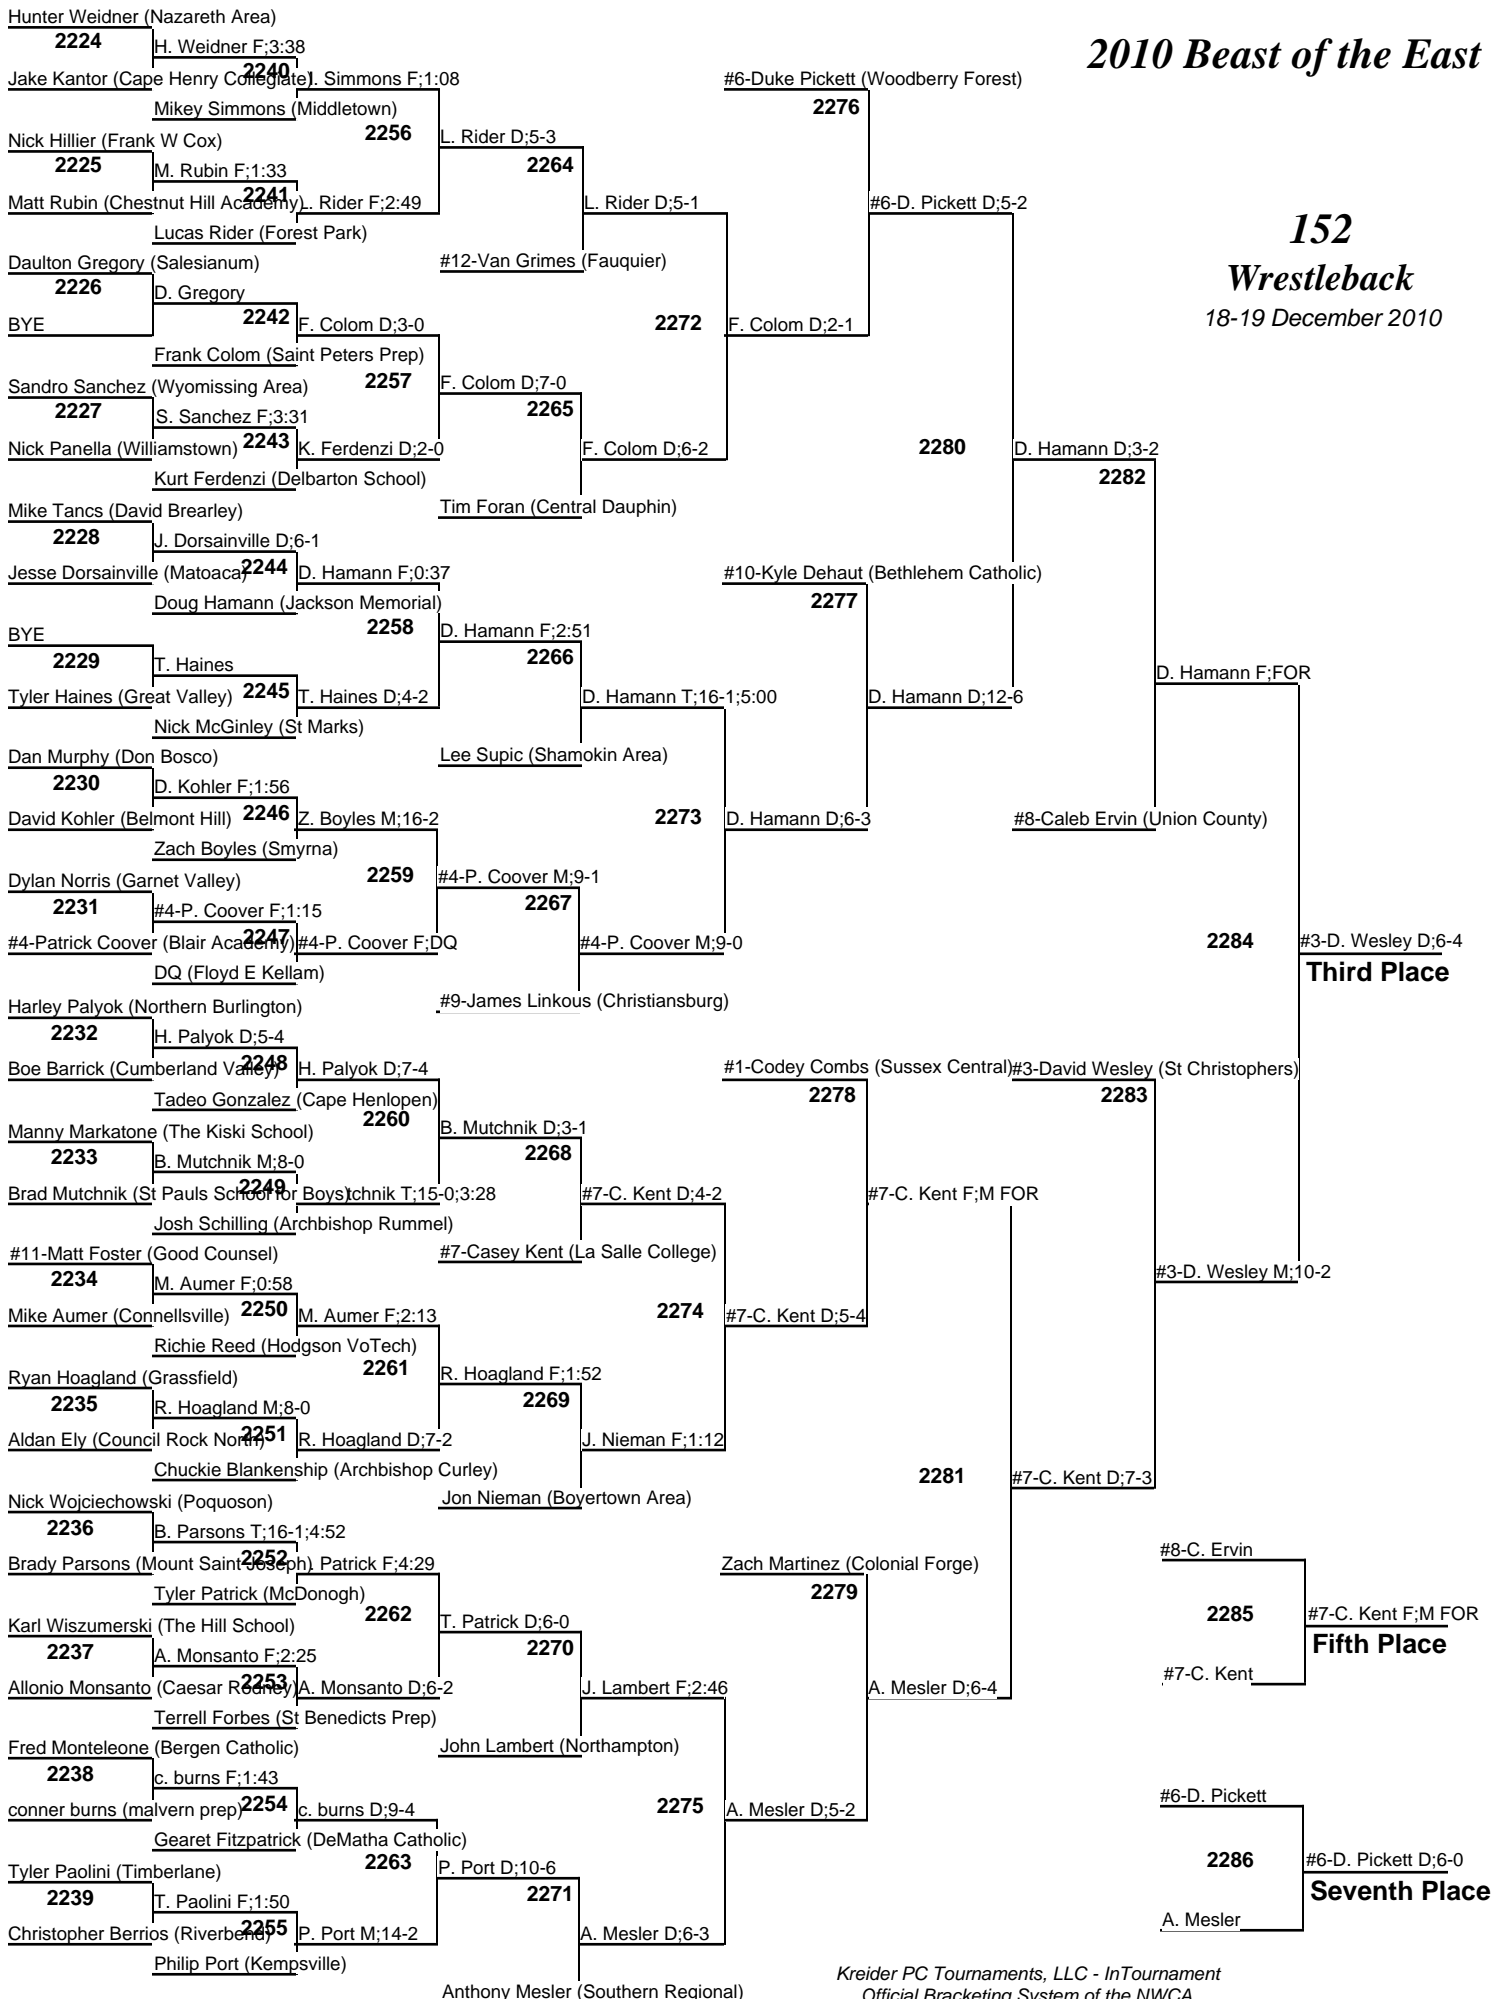 2010 Beast of the East
152
Wrestleback
18-19 December 2010
Hunter Weidner (Nazareth Area)
2224
H. Weidner F;3:38
2240
Jake Kantor (Cape Henry Collegiate)
M. Simmons F;1:08
Mikey Simmons (Middletown)
2256
L. Rider D;5-3
Nick Hillier (Frank W Cox)
2225
M. Rubin F;1:33
2241
Matt Rubin (Chestnut Hill Academy)
L. Rider F;2:49
Lucas Rider (Forest Park)
2264
L. Rider D;5-1
#12-Van Grimes (Fauquier)
Daulton Gregory (Salesianum)
2226
D. Gregory
BYE
2242
F. Colom D;3-0
Frank Colom (Saint Peters Prep)
2257
F. Colom D;7-0
Sandro Sanchez (Wyomissing Area)
2227
S. Sanchez F;3:31
Nick Panella (Williamstown)
2243
K. Ferdenzi D;2-0
Kurt Ferdenzi (Delbarton School)
2265
F. Colom D;6-2
Tim Foran (Central Dauphin)
2272
F. Colom D;2-1
#6-Duke Pickett (Woodberry Forest)
2276
#6-D. Pickett D;5-2
Mike Tancs (David Brearley)
2228
J. Dorsainville D;6-1
Jesse Dorsainville (Matoaca)
2244
D. Hamann F;0:37
Doug Hamann (Jackson Memorial)
2258
D. Hamann F;2:51
BYE
2229
T. Haines
Tyler Haines (Great Valley)
2245
T. Haines D;4-2
Nick McGinley (St Marks)
2266
D. Hamann T;16-1;5:00
Lee Supic (Shamokin Area)
Dan Murphy (Don Bosco)
2230
D. Kohler F;1:56
David Kohler (Belmont Hill)
2246
Z. Boyles M;16-2
Zach Boyles (Smyrna)
2259
#4-P. Coover M;9-1
Dylan Norris (Garnet Valley)
2231
#4-P. Coover F;1:15
#4-Patrick Coover (Blair Academy)
2247
#4-P. Coover F;DQ
DQ (Floyd E Kellam)
2267
#4-P. Coover M;9-0
#9-James Linkous (Christiansburg)
2273
D. Hamann D;6-3
#10-Kyle Dehaut (Bethlehem Catholic)
2277
D. Hamann D;12-6
2280
D. Hamann D;3-2
2282
#8-Caleb Ervin (Union County)
D. Hamann F;FOR
2284
#3-D. Wesley D;6-4
Third Place
Harley Palyok (Northern Burlington)
2232
H. Palyok D;5-4
Boe Barrick (Cumberland Valley)
2248
H. Palyok D;7-4
Tadeo Gonzalez (Cape Henlopen)
2260
B. Mutchnik D;3-1
Manny Markatone (The Kiski School)
2233
B. Mutchnik M;8-0
Brad Mutchnik (St Pauls School for Boys)
2249
tchnik T;15-0;3:28
Josh Schilling (Archbishop Rummel)
2268
#7-C. Kent D;4-2
#7-Casey Kent (La Salle College)
#11-Matt Foster (Good Counsel)
2234
M. Aumer F;0:58
Mike Aumer (Connellsville)
2250
M. Aumer F;2:13
Richie Reed (Hodgson VoTech)
2261
R. Hoagland F;1:52
Ryan Hoagland (Grassfield)
2235
R. Hoagland M;8-0
Aldan Ely (Council Rock North)
2251
R. Hoagland D;7-2
Chuckie Blankenship (Archbishop Curley)
2269
J. Nieman F;1:12
Jon Nieman (Boyertown Area)
2274
#7-C. Kent D;5-4
#1-Codey Combs (Sussex Central)
2278
#7-C. Kent F;M FOR
#3-David Wesley (St Christophers)
2283
#3-D. Wesley M;10-2
2281
#7-C. Kent D;7-3
Nick Wojciechowski (Poquoson)
2236
B. Parsons T;16-1;4:52
Brady Parsons (Mount Saint Joseph)
2252
Patrick F;4:29
Tyler Patrick (McDonogh)
2262
T. Patrick D;6-0
Karl Wiszumerski (The Hill School)
2237
A. Monsanto F;2:25
Allonio Monsanto (Caesar Rodney)
2253
A. Monsanto D;6-2
Terrell Forbes (St Benedicts Prep)
2270
J. Lambert F;2:46
John Lambert (Northampton)
Fred Monteleone (Bergen Catholic)
2238
c. burns F;1:43
conner burns (malvern prep)
2254
c. burns D;9-4
Gearet Fitzpatrick (DeMatha Catholic)
2263
P. Port D;10-6
Tyler Paolini (Timberlane)
2239
T. Paolini F;1:50
Christopher Berrios (Riverbend)
2255
P. Port M;14-2
Philip Port (Kempsville)
2271
A. Mesler D;6-3
Anthony Mesler (Southern Regional)
2275
A. Mesler D;5-2
Zach Martinez (Colonial Forge)
2279
A. Mesler D;6-4
#8-C. Ervin
2285
#7-C. Kent
#7-C. Kent F;M FOR
Fifth Place
#6-D. Pickett
2286
A. Mesler
#6-D. Pickett D;6-0
Seventh Place
Kreider PC Tournaments, LLC - InTournament
Official Bracketing System of the NWCA